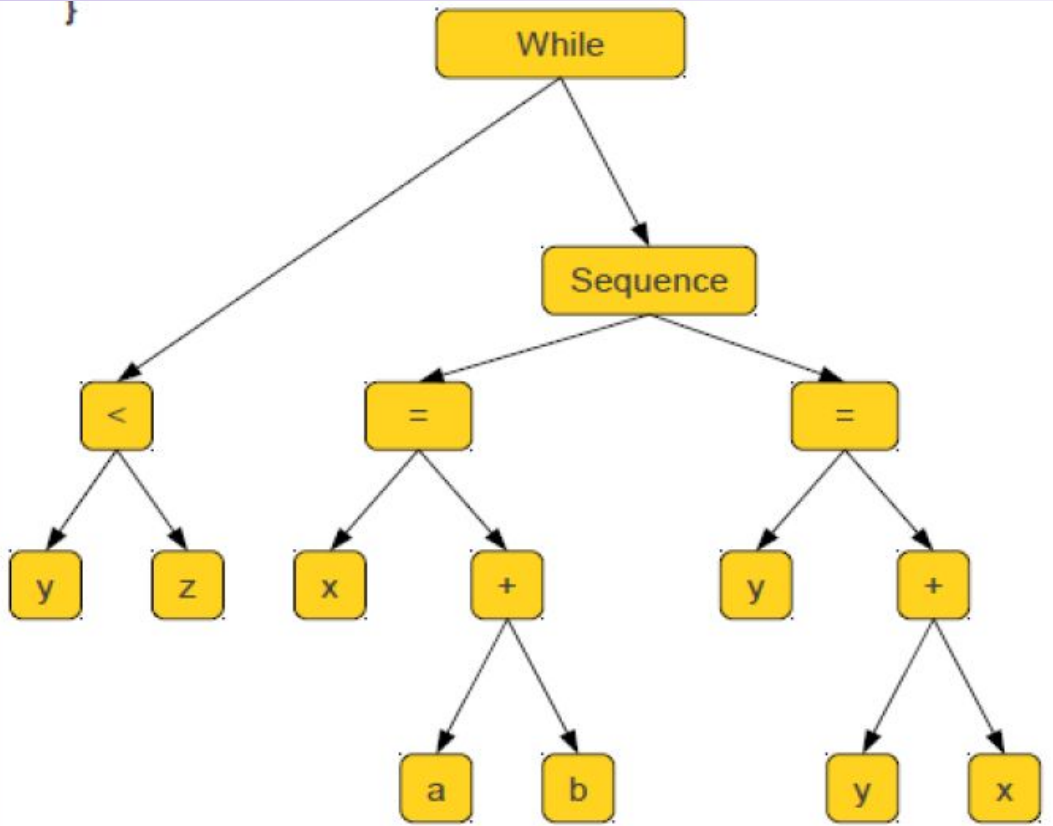 }
While
Sequence
< = =
y z x + y +
a b y x